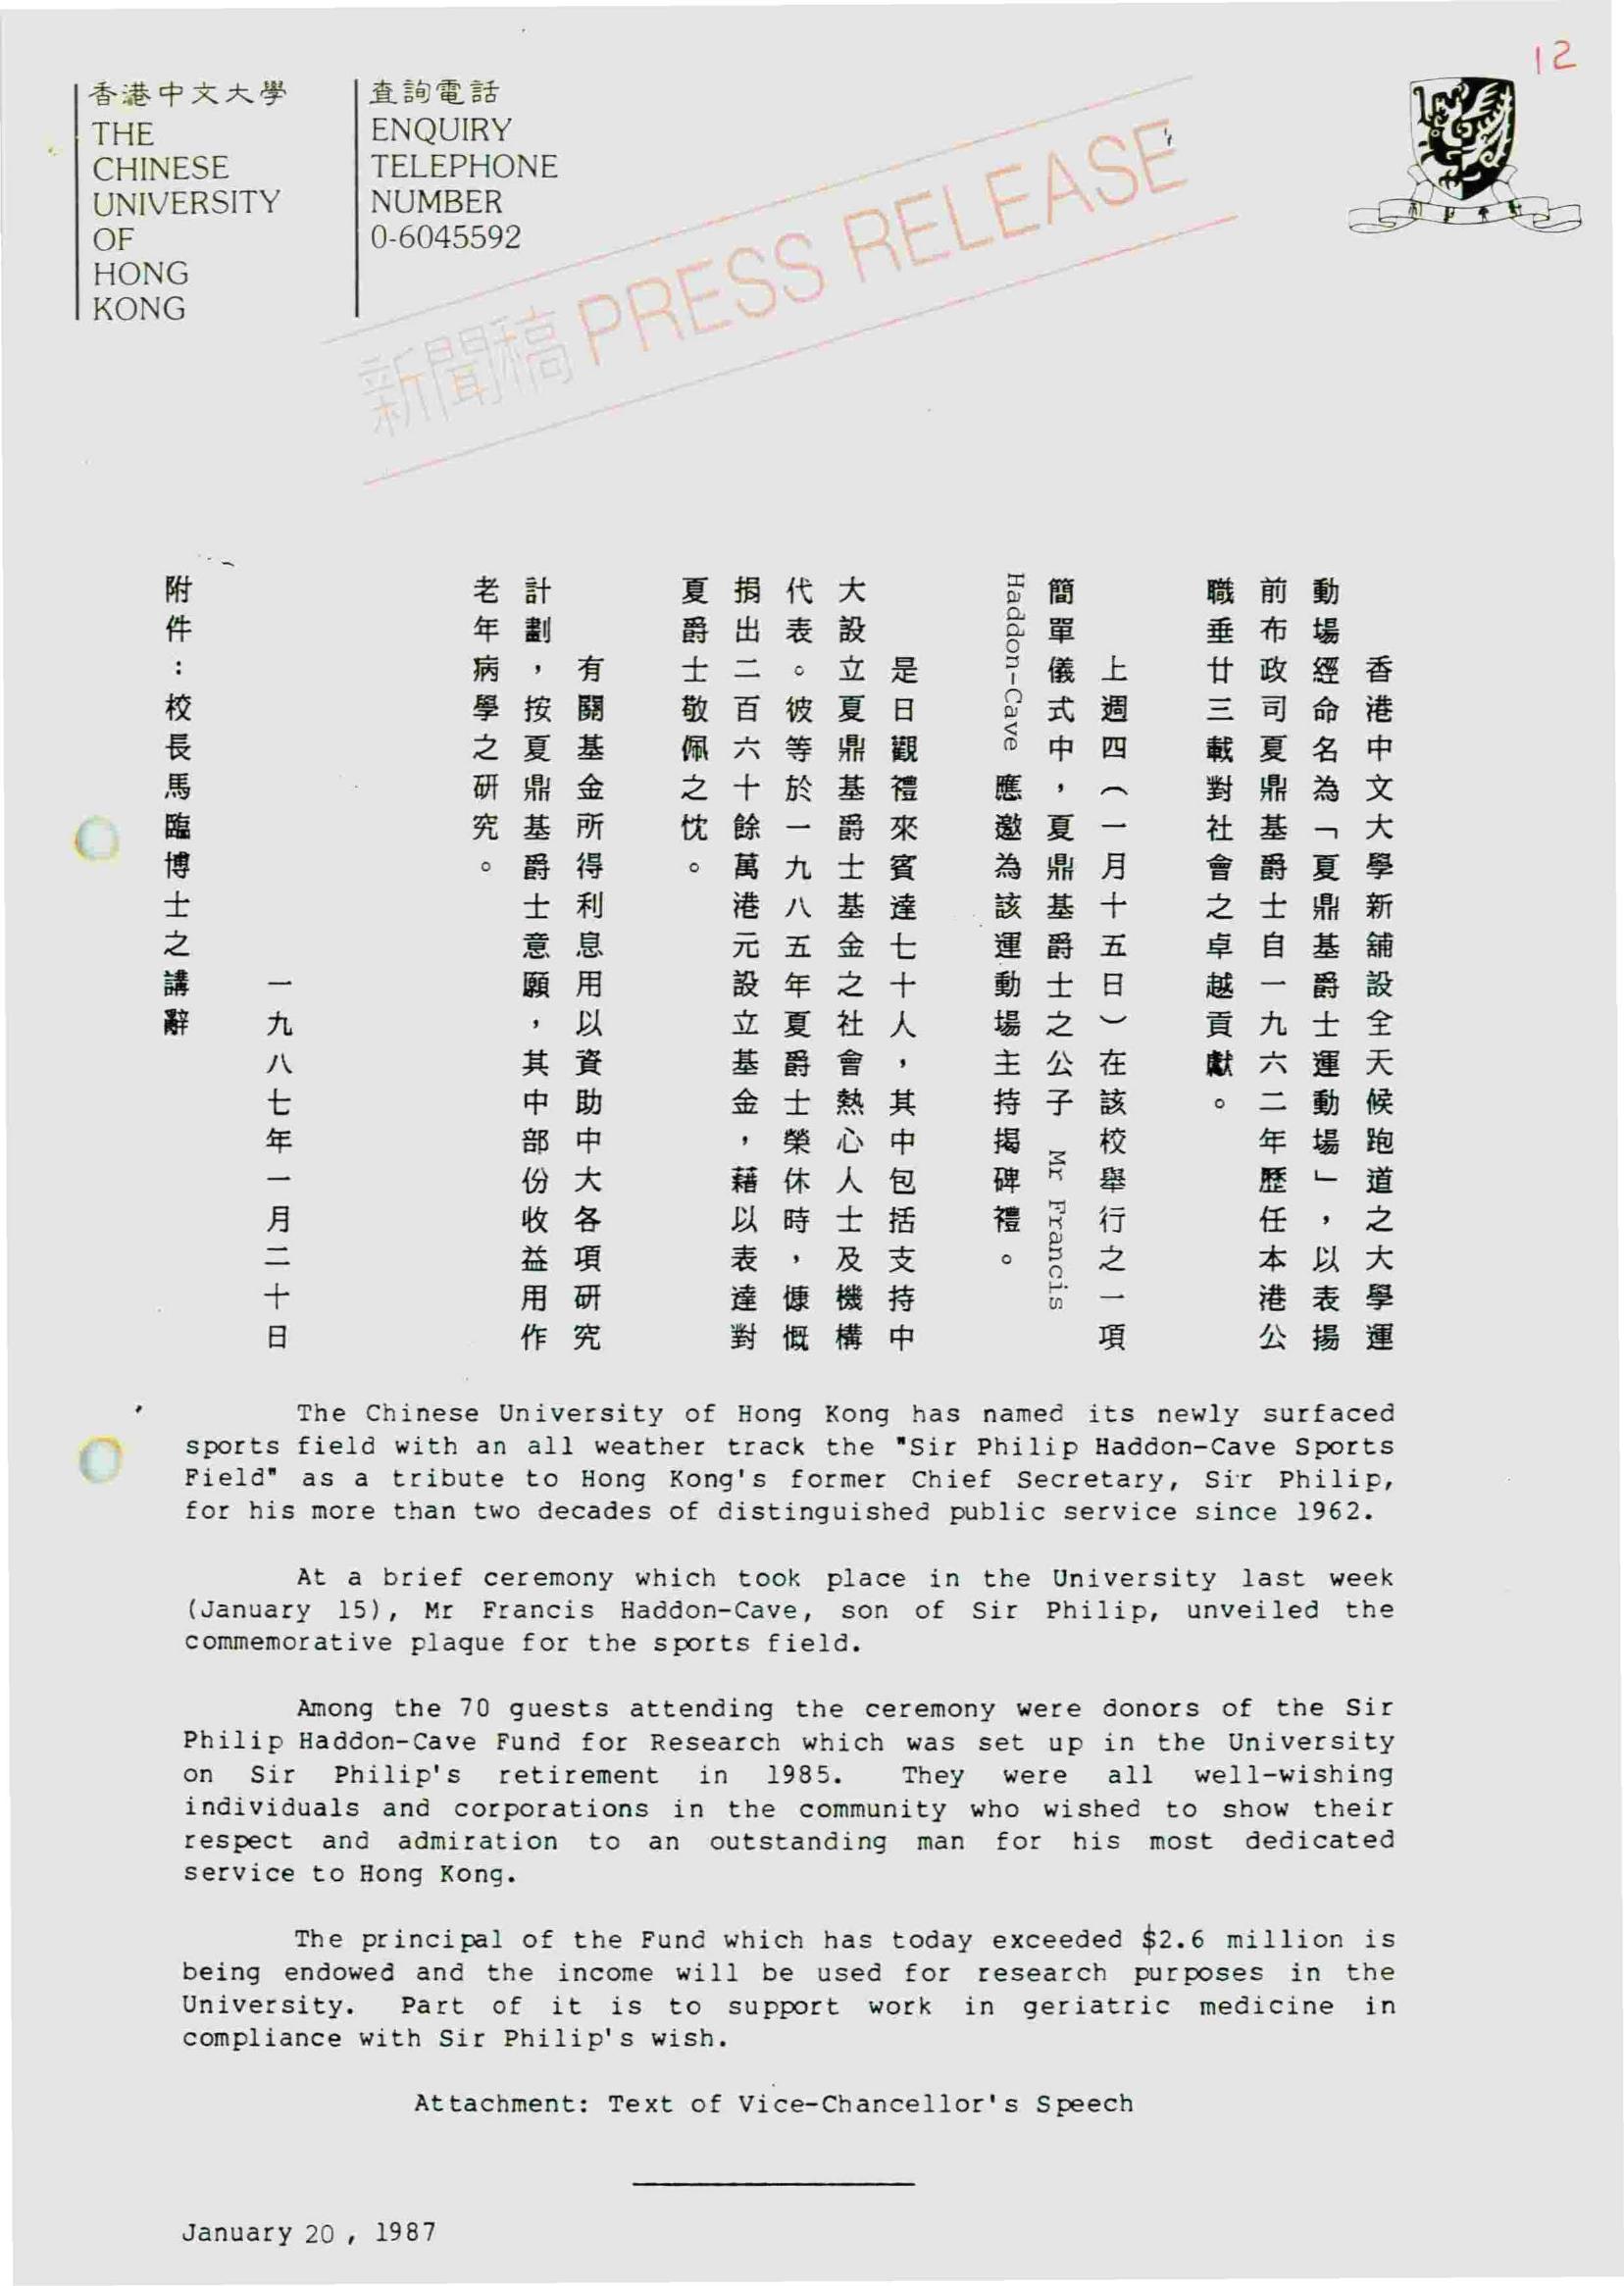 12
香港中文大學
THE
CHINESE
UNIVERSITY
OF
HONG
KONG
查詢電話
ENQUIRY
TELEPHONE
NUMBER
0-6045592
新聞稿 PRESS RELEASE
香港中文大學新舖設全天候跑道之大學運
動場經命名為「夏鼎基爵士運動場」，以表揚
前布政司夏鼎基爵士自一九六二年歷任本港公
職垂廿三載對社會之卓越貢獻。
上週四（一月十五日）在該校舉行之一項
簡單儀式中，夏鼎基爵士之公子 Mr Francis
Haddon-Cave 應邀為該運動場主持揭碑禮。
是日觀禮來賓達七十人，其中包括支持中
大設立夏鼎基爵士基金之社會熱心人士及機構
代表。彼等於一九八五年夏爵士榮休時，慷慨
捐出二百六十餘萬港元設立基金，藉以表達對
夏爵士敬佩之忱。
有關基金所得利息用以資助中大各項研究
計劃，按夏鼎基爵士意願，其中部份收益用作
老年病學之研究。
一九八七年一月二十日
附件：校長馬臨博士之講辭
The Chinese University of Hong Kong has named its newly surfaced
sports field with an all weather track the "Sir Philip Haddon-Cave Sports
Field" as a tribute to Hong Kong's former Chief Secretary, Sir Philip,
for his more than two decades of distinguished public service since 1962.
At a brief ceremony which took place in the University last week
(January 15), Mr Francis Haddon-Cave, son of Sir Philip, unveiled the
commemorative plaque for the sports field.
Among the 70 guests attending the ceremony were donors of the Sir
Philip Haddon-Cave Fund for Research which was set up in the University
on Sir Philip's retirement in 1985. They were all well-wishing
individuals and corporations in the community who wished to show their
respect and admiration to an outstanding man for his most dedicated
service to Hong Kong.
The principal of the Fund which has today exceeded $2.6 million is
being endowed and the income will be used for research purposes in the
University. Part of it is to support work in geriatric medicine in
compliance with Sir Philip's wish.
Attachment: Text of Vice-Chancellor's Speech
January 20, 1987